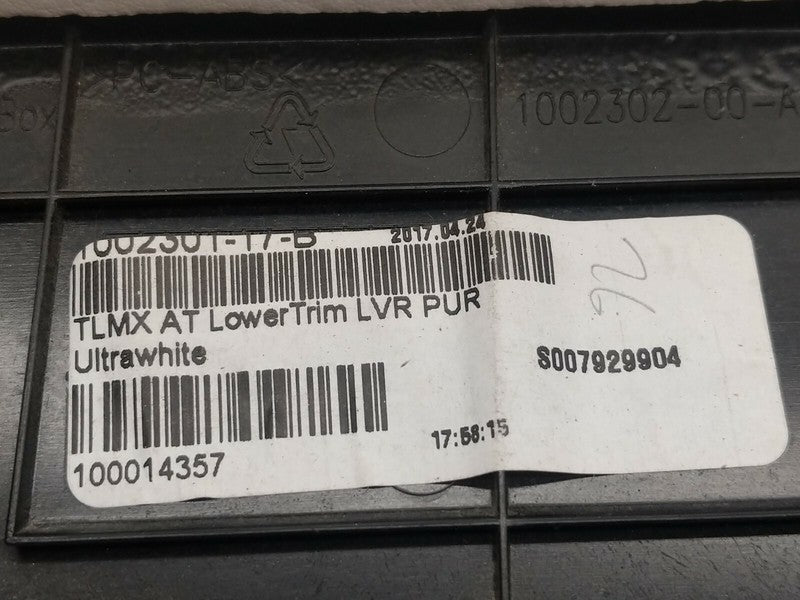 >PC-ABS<
Box
1002302-00-A
1002301-17-B 2017.04.24
TLMX AT LowerTrim LVR PUR
Ultrawhite
S007929904
17:58:15
100014357